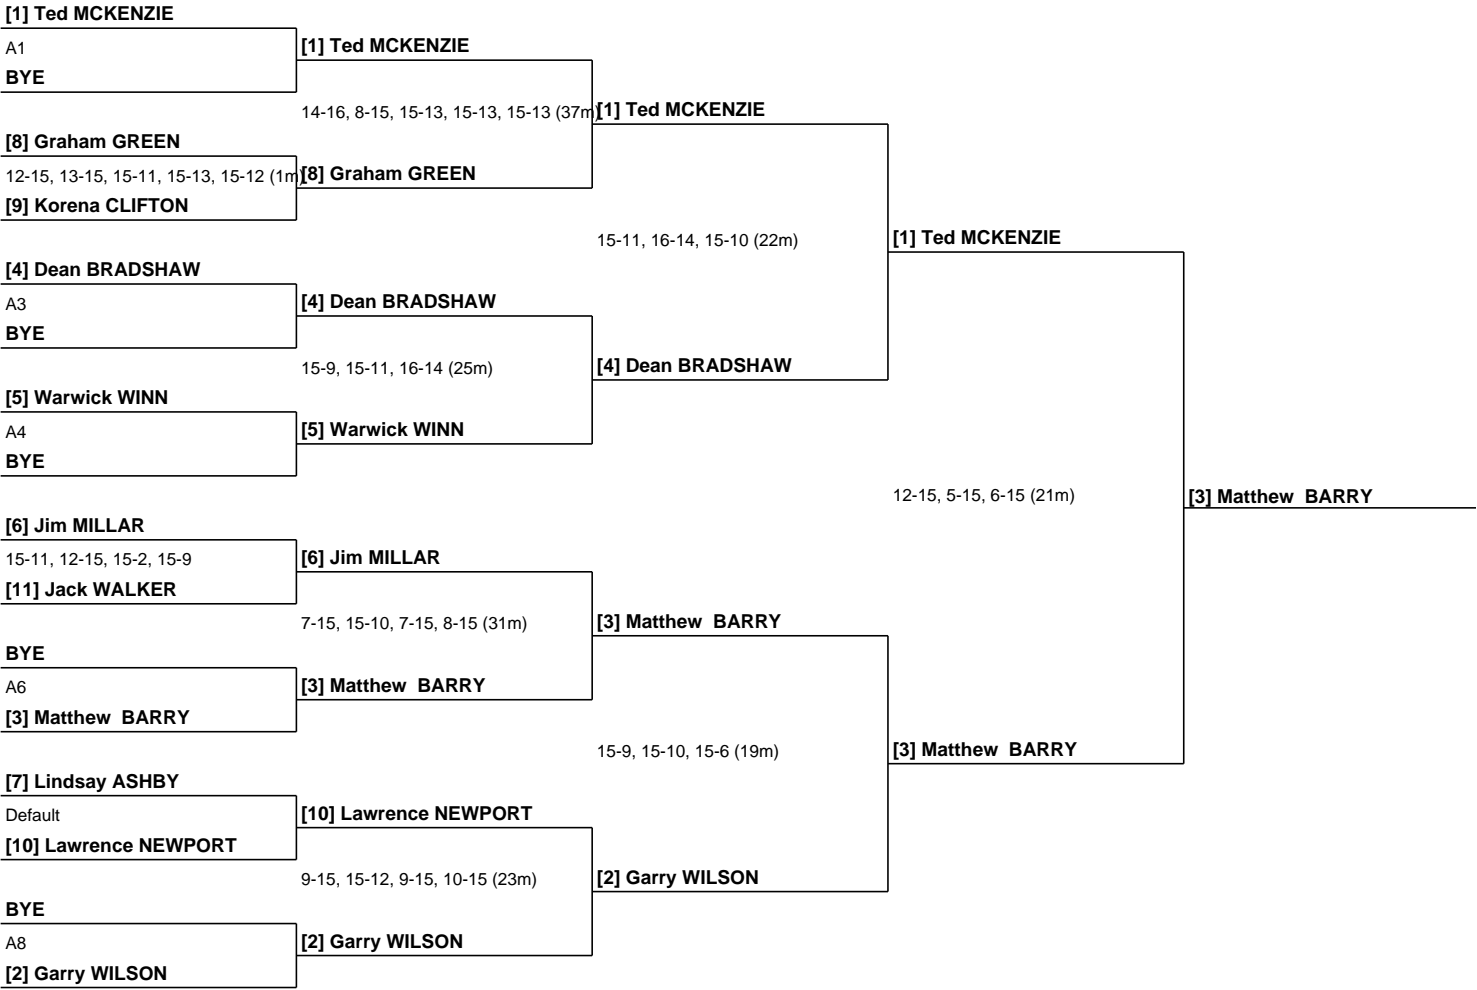 [1] Ted MCKENZIE
A1
BYE
[8] Graham GREEN
12-15, 13-15, 15-11, 15-13, 15-12 (1m)
[9] Korena CLIFTON
[4] Dean BRADSHAW
A3
BYE
[5] Warwick WINN
A4
BYE
[6] Jim MILLAR
15-11, 12-15, 15-2, 15-9
[11] Jack WALKER
BYE
A6
[3] Matthew BARRY
[7] Lindsay ASHBY
Default
[10] Lawrence NEWPORT
BYE
A8
[2] Garry WILSON
[1] Ted MCKENZIE
14-16, 8-15, 15-13, 15-13, 15-13 (37m)
[8] Graham GREEN
[4] Dean BRADSHAW
15-9, 15-11, 16-14 (25m)
[5] Warwick WINN
[6] Jim MILLAR
7-15, 15-10, 7-15, 8-15 (31m)
[3] Matthew BARRY
[10] Lawrence NEWPORT
9-15, 15-12, 9-15, 10-15 (23m)
[2] Garry WILSON
[1] Ted MCKENZIE
15-11, 16-14, 15-10 (22m)
[4] Dean BRADSHAW
[3] Matthew BARRY
15-9, 15-10, 15-6 (19m)
[2] Garry WILSON
[1] Ted MCKENZIE
12-15, 5-15, 6-15 (21m)
[3] Matthew BARRY
[3] Matthew BARRY